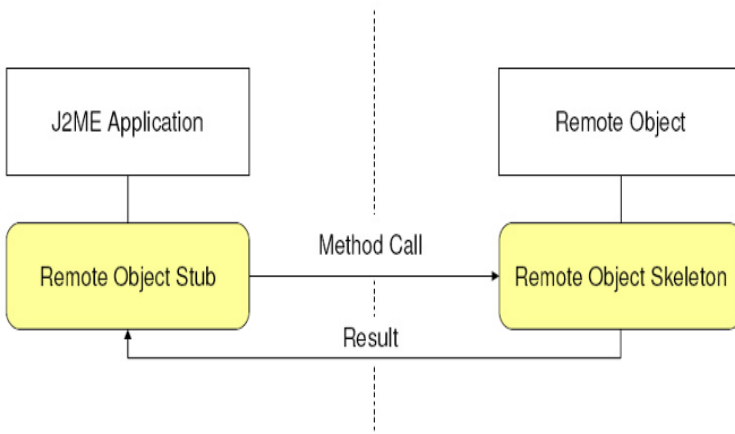 J2ME Application
Remote Object
Method Call
Remote Object Stub
Remote Object Skeleton
Result